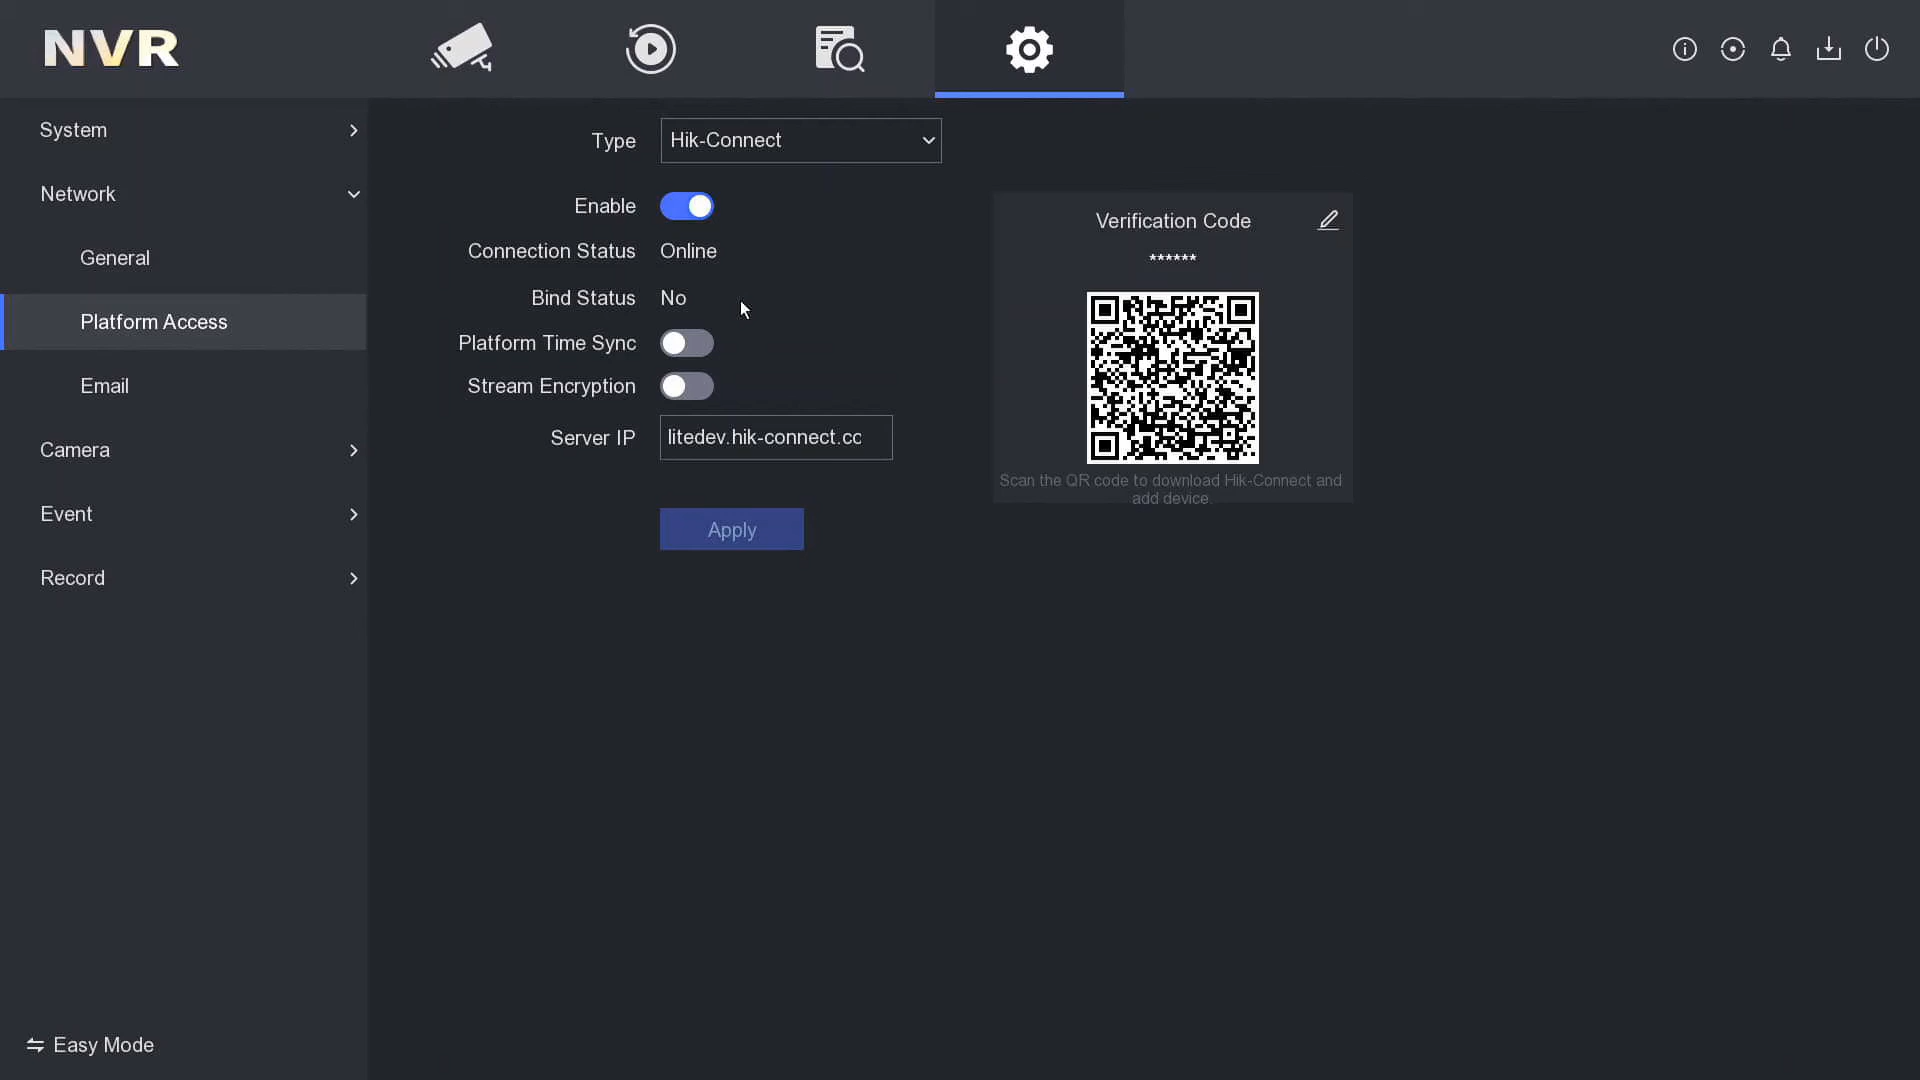 NVR
System
Network
General
Platform Access
Email
Camera
Event
Record
Easy Mode
Type Hik-Connect
Enable
Connection Status Online
Bind Status No
Platform Time Sync
Stream Encryption
Server IP litedev.hik-connect.cc
Apply
Verification Code
******
Scan the QR code to download Hik-Connect and
add device.